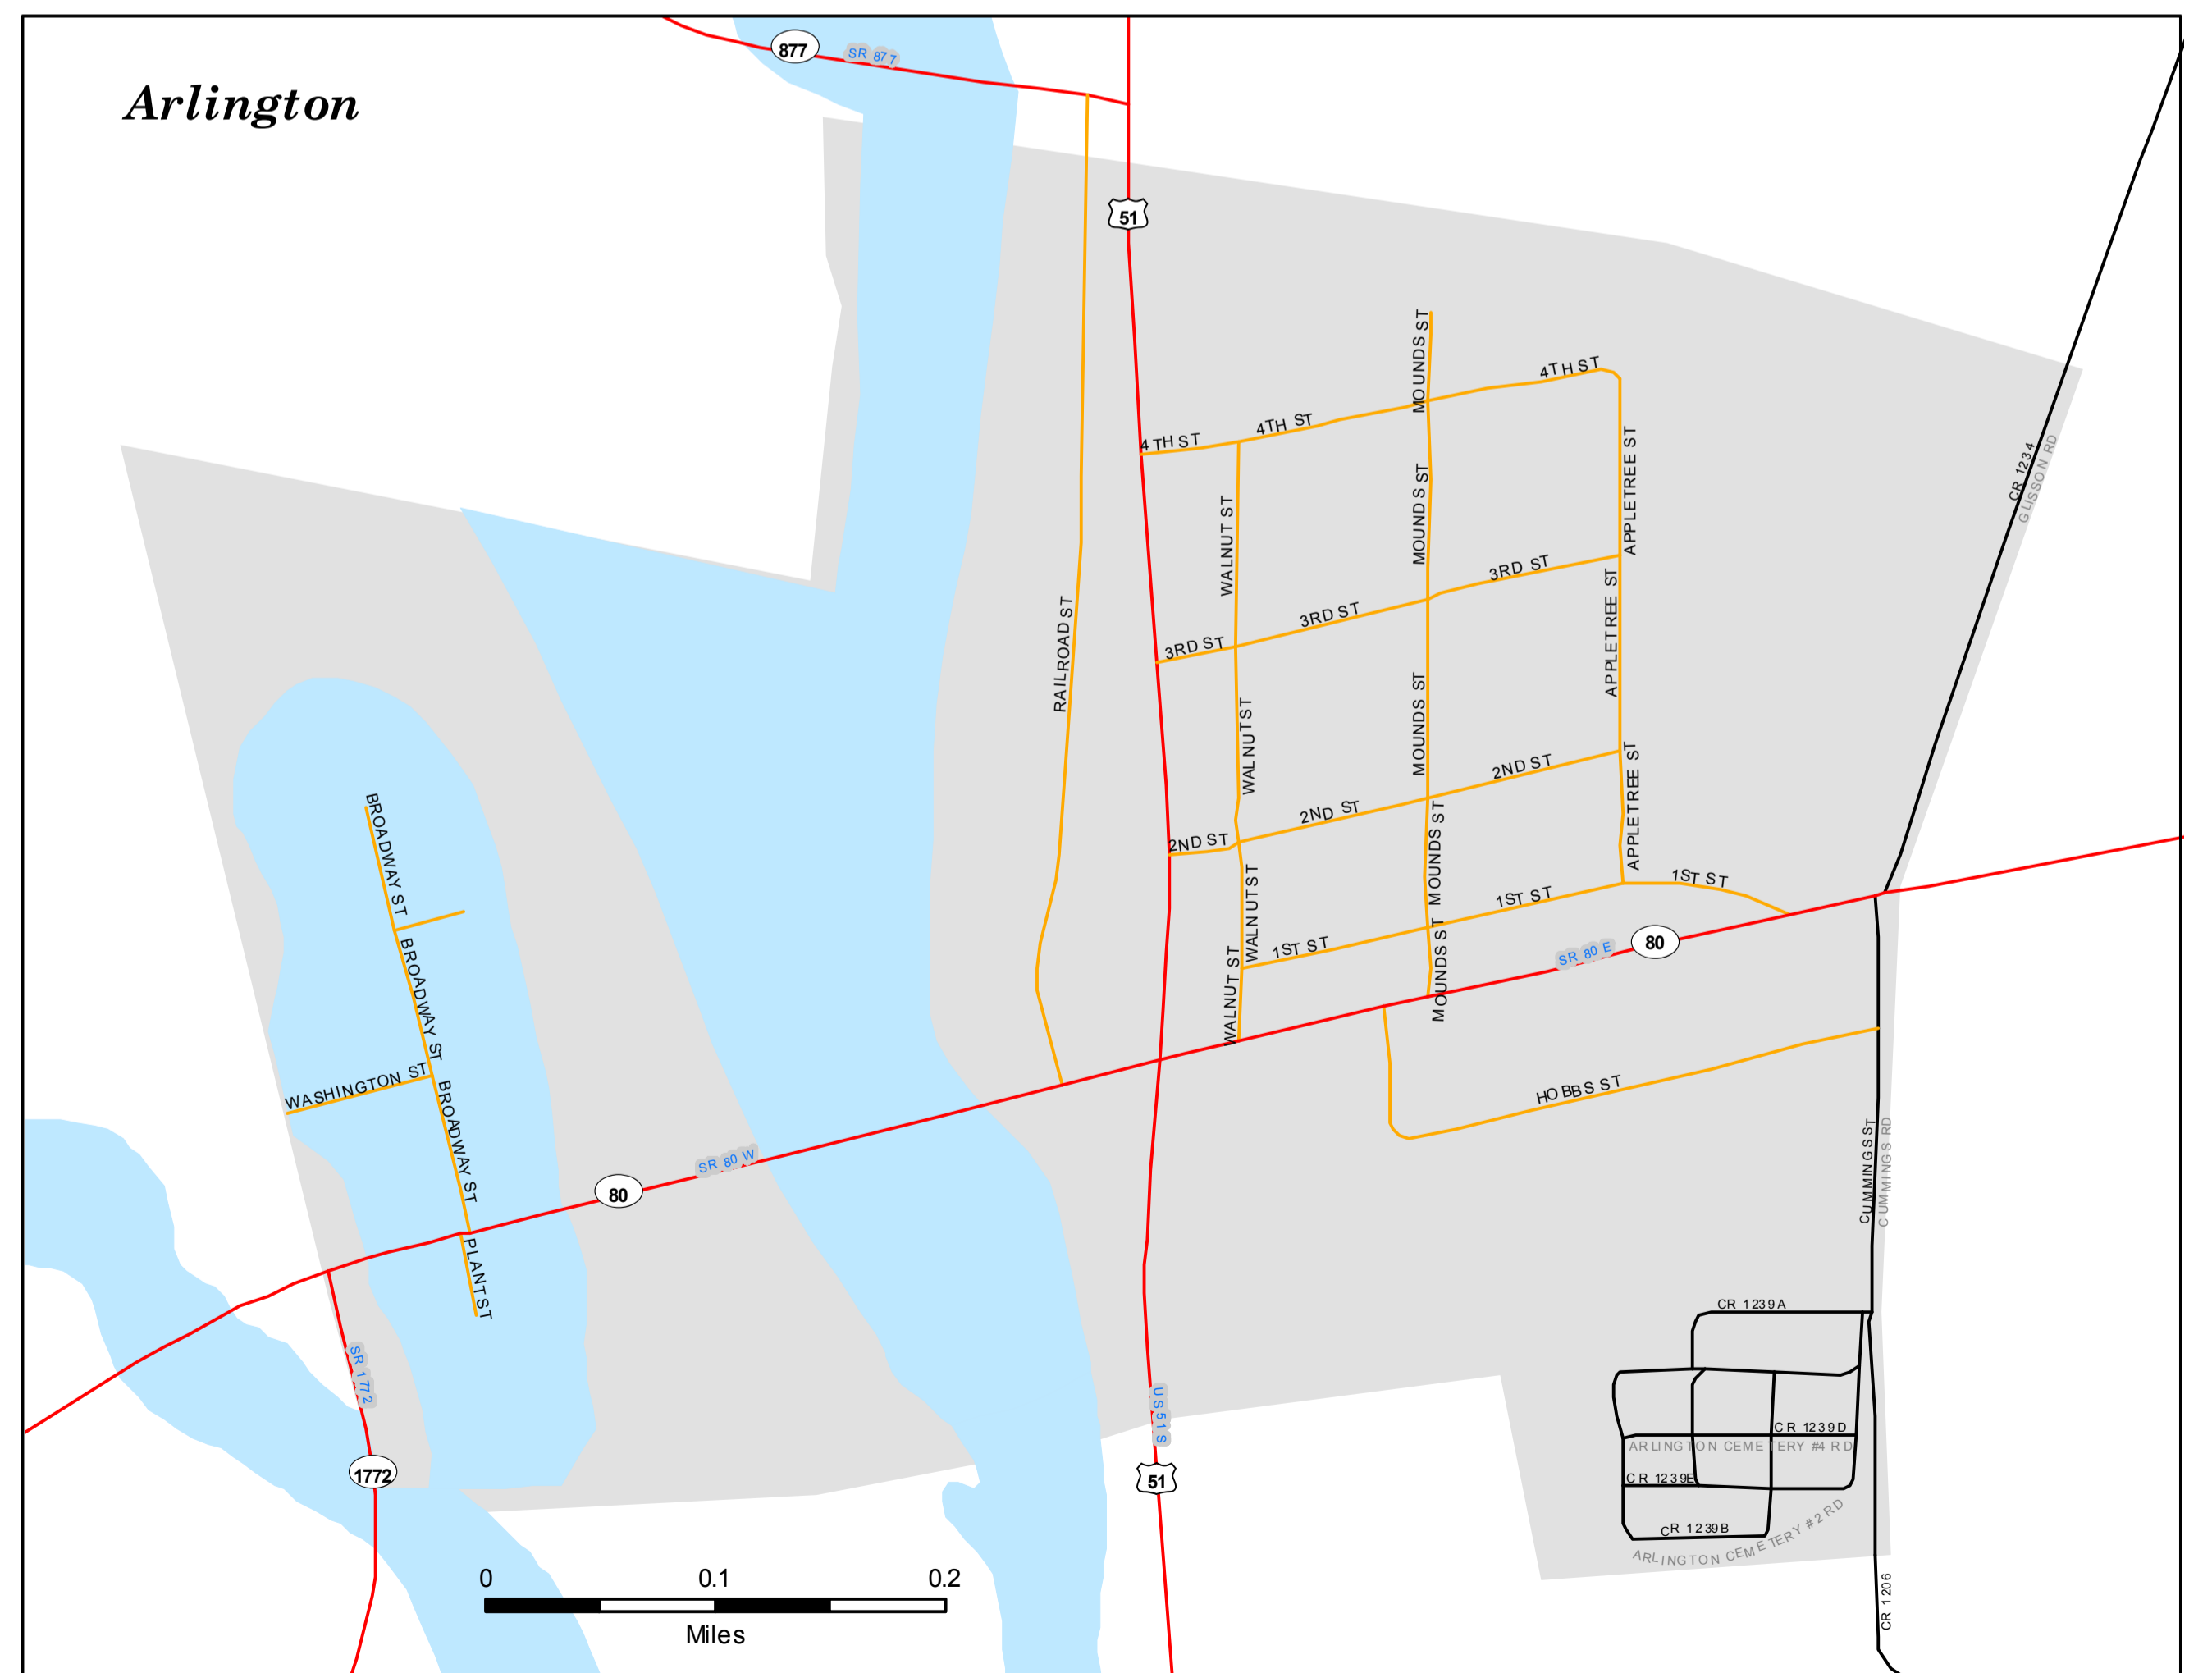 877
SR 877
Arlington
51
MOUNDS ST
4TH ST
4TH ST
4TH ST
APPLETREE ST
CR 1234
GLISSON RD
MOUNDS ST
WALNUT ST
3RD ST
APPLETREE ST
RAILROAD ST
3RD ST
3RD ST
MOUNDS ST
WALNUT ST
2ND ST
APPLETREE ST
BROADWAY ST
2ND ST
2ND ST
MOUNDS ST
1ST ST
1ST ST
WALNUT ST
MOUNDS ST
1ST ST
80
SR 80 E
BROADWAY ST
WALNUT ST
WASHINGTON ST
HOBBS ST
BROADWAY ST
CUMMINGS ST
CUMMINGS RD
SR 80 W
80
PLANT ST
CR 1239A
SR 1772
US 51 S
CR 1239D
ARLINGTON CEMETERY #4 RD
1772
51
CR 1239E
CR 1239B
ARLINGTON CEMETERY #2 RD
0 0.1 0.2
Miles
CR 1206